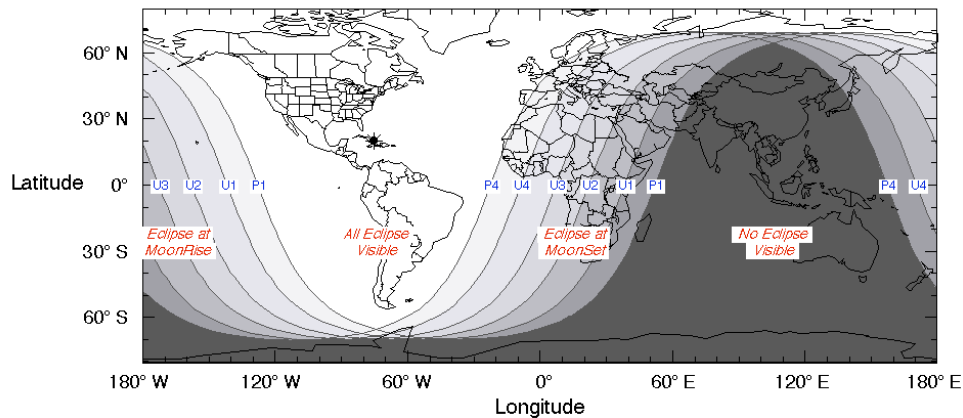 60° N
30° N
Latitude
0°
30° S
60° S
U3 U2 U1 P1 P4 U4 U3 U2 U1 P1 P4 U4
Eclipse at
MoonRise
All Eclipse
Visible
Eclipse at
MoonSet
No Eclipse
Visible
180° W 120° W 60° W 0° 60° E 120° E 180° E
Longitude